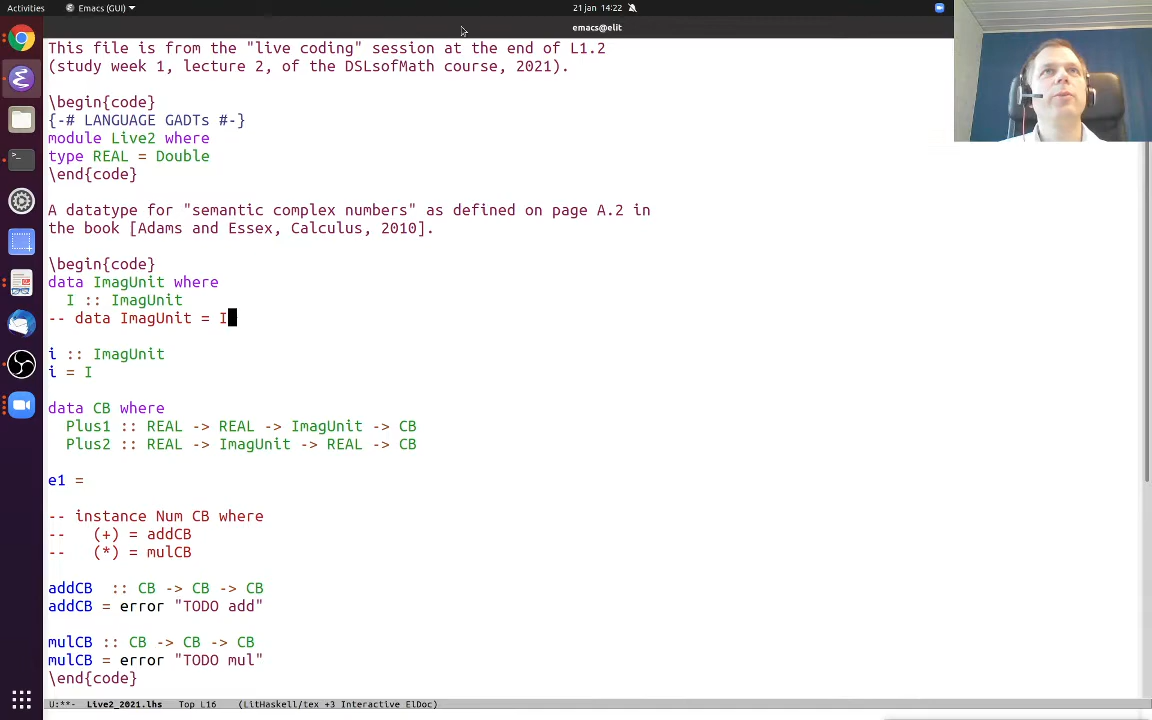 Activities
Emacs (GUI)
21 jan 14:22
emacs@elit
This file is from the "live coding" session at the end of L1.2
(study week 1, lecture 2, of the DSLsofMath course, 2021).
\begin{code}
{-# LANGUAGE GADTs #-}
module Live2 where
type REAL = Double
\end{code}
A datatype for "semantic complex numbers" as defined on page A.2 in
the book [Adams and Essex, Calculus, 2010].
\begin{code}
data ImagUnit where
  I :: ImagUnit
-- data ImagUnit = I
i :: ImagUnit
i = I
data CB where
  Plus1 :: REAL -> REAL -> ImagUnit -> CB
  Plus2 :: REAL -> ImagUnit -> REAL -> CB
e1 =
-- instance Num CB where
--   (+) = addCB
--   (*) = mulCB
addCB  :: CB -> CB -> CB
addCB = error "TODO add"
mulCB :: CB -> CB -> CB
mulCB = error "TODO mul"
\end{code}
U:**-  Live2_2021.lhs   Top L16   (LitHaskell/tex +3 Interactive ElDoc)